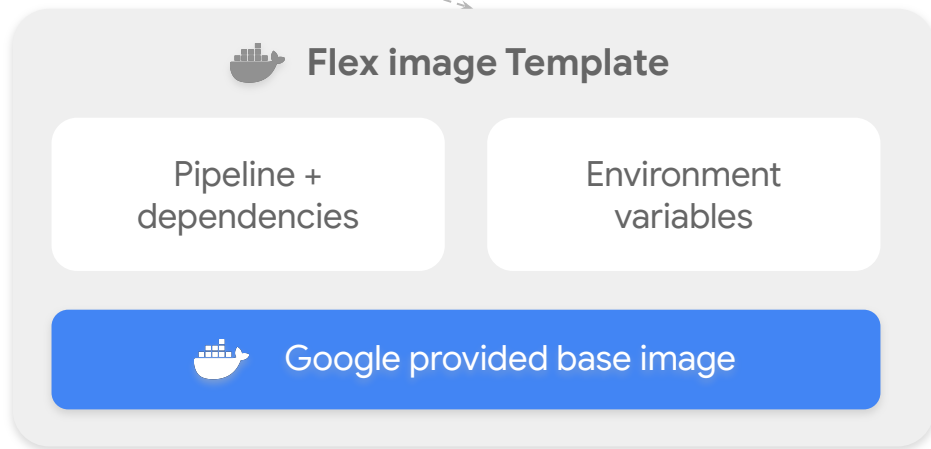 Flex image Template
Pipeline +
dependencies
Environment
variables
Google provided base image